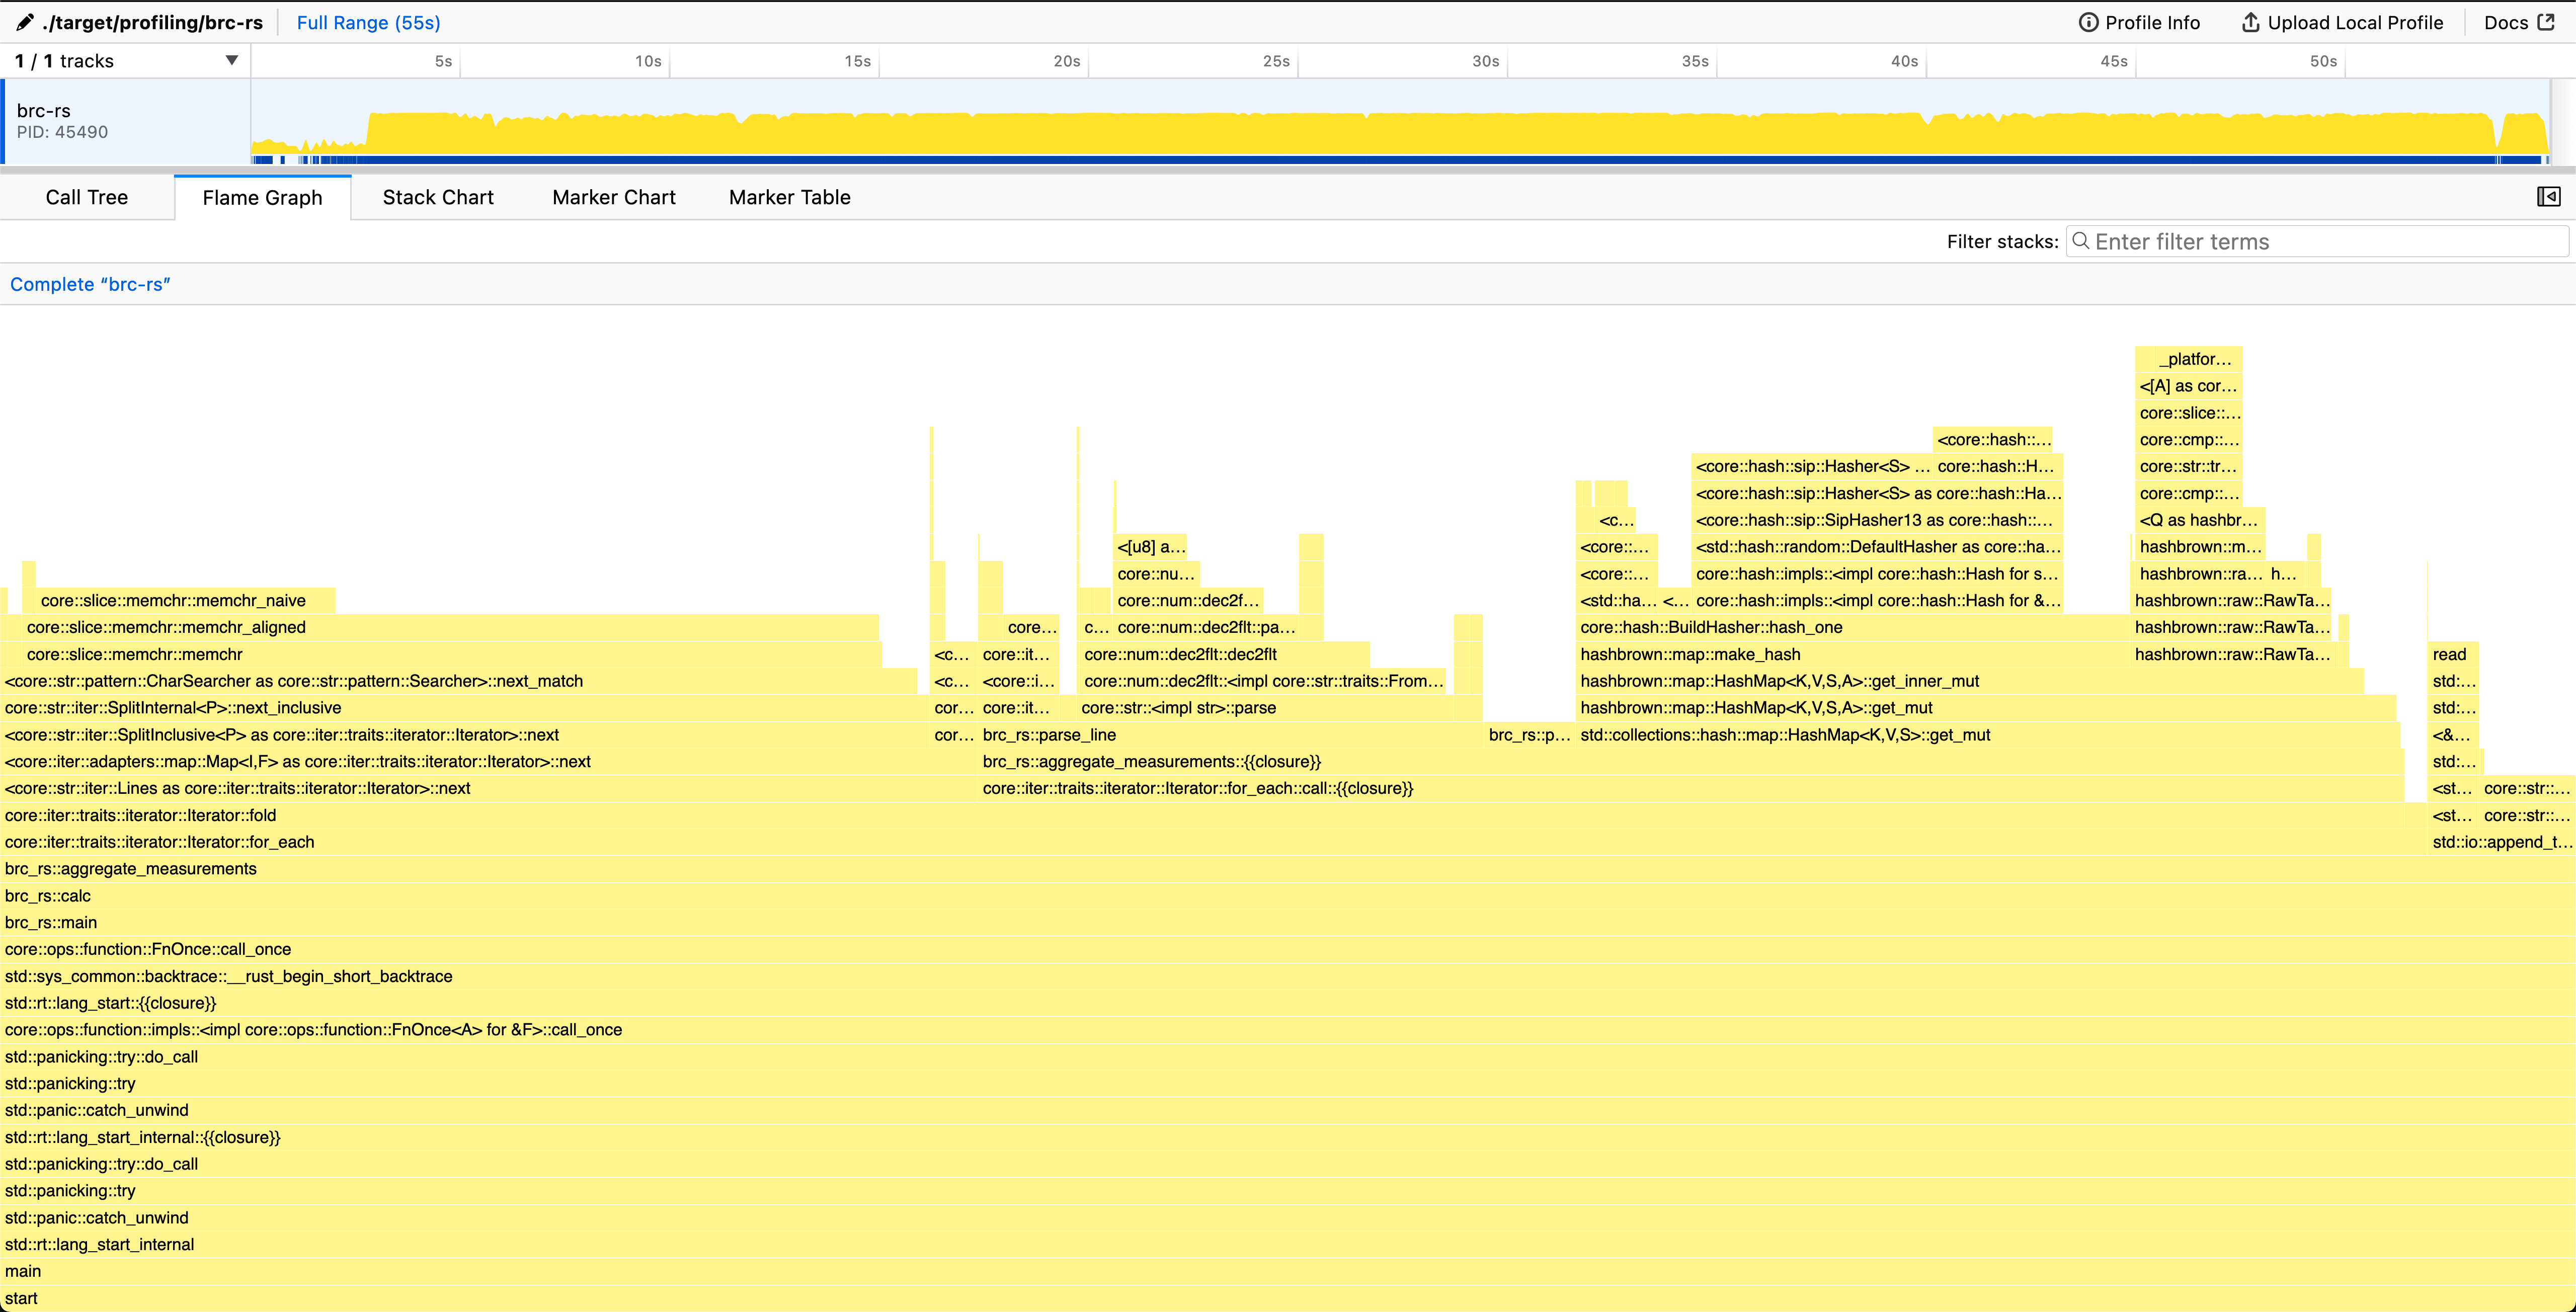 ./target/profiling/brc-rs Full Range (55s) Profile Info Upload Local Profile Docs
1 / 1 tracks 5s 10s 15s 20s 25s 30s 35s 40s 45s 50s
brc-rs
PID: 45490
Call Tree Flame Graph Stack Chart Marker Chart Marker Table
Filter stacks: Enter filter terms
Complete “brc-rs”
_platfor…
<[A] as cor…
core::slice::…
<core::hash::… core::cmp::…
<core::hash::sip::Hasher<S> … core::hash::H… core::str::tr…
<core::hash::sip::Hasher<S> as core::hash::Ha… core::cmp::…
<c… <core::hash::sip::SipHasher13 as core::hash::… <Q as hashbr…
<[u8] a… <core::… <std::hash::random::DefaultHasher as core::ha… hashbrown::m…
core::nu… <core::… core::hash::impls::<impl core::hash::Hash for s… hashbrown::ra… h…
core::slice::memchr::memchr_naive core::num::dec2f… <std::ha… <… core::hash::impls::<impl core::hash::Hash for &… hashbrown::raw::RawTa…
core::slice::memchr::memchr_aligned core… c… core::num::dec2flt::pa… core::hash::BuildHasher::hash_one hashbrown::raw::RawTa…
core::slice::memchr::memchr <c… core::it… core::num::dec2flt::dec2flt hashbrown::map::make_hash hashbrown::raw::RawTa… read
<core::str::pattern::CharSearcher as core::str::pattern::Searcher>::next_match <c… <core::i… core::num::dec2flt::<impl core::str::traits::From… hashbrown::map::HashMap<K,V,S,A>::get_inner_mut std:…
core::str::iter::SplitInternal<P>::next_inclusive cor… core::it… core::str::<impl str>::parse hashbrown::map::HashMap<K,V,S,A>::get_mut std:…
<core::str::iter::SplitInclusive<P> as core::iter::traits::iterator::Iterator>::next cor… brc_rs::parse_line brc_rs::p… std::collections::hash::map::HashMap<K,V,S>::get_mut <&…
<core::iter::adapters::map::Map<I,F> as core::iter::traits::iterator::Iterator>::next brc_rs::aggregate_measurements::{{closure}} std:…
<core::str::iter::Lines as core::iter::traits::iterator::Iterator>::next core::iter::traits::iterator::Iterator::for_each::call::{{closure}} <st… core::str::…
core::iter::traits::iterator::Iterator::fold <st… core::str::…
core::iter::traits::iterator::Iterator::for_each std::io::append_t…
brc_rs::aggregate_measurements
brc_rs::calc
brc_rs::main
core::ops::function::FnOnce::call_once
std::sys_common::backtrace::__rust_begin_short_backtrace
std::rt::lang_start::{{closure}}
core::ops::function::impls::<impl core::ops::function::FnOnce<A> for &F>::call_once
std::panicking::try::do_call
std::panicking::try
std::panic::catch_unwind
std::rt::lang_start_internal::{{closure}}
std::panicking::try::do_call
std::panicking::try
std::panic::catch_unwind
std::rt::lang_start_internal
main
start